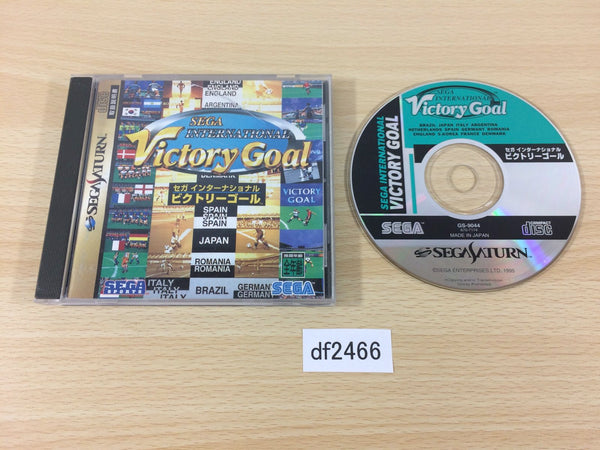 SEGA SATURN
ENGLAND
ENGLAND
ARGENTINA
SEGA
INTERNATIONAL
Victory Goal
セガ インターナショナル
ビクトリーゴール
VICTORY
GOAL
SPAIN
SPAIN
SPAIN
JAPAN
ROMANIA
ROMANIA
ITALY
ITALY
ITALY
BRAZIL
GERMAN
GERMAN
SEGA
SEGA
SEGA
INTERNATIONAL
Victory Goal
BRAZIL JAPAN ITALY ARGENTINA
NETHERLANDS SPAIN GERMANY ROMANIA
ENGLAND S.KOREA FRANCE DENMARK
セガ インターナショナル
ビクトリーゴール
SEGA INTERNATIONAL
VICTORY GOAL
SEGA
GS-9044
MADE IN JAPAN
COMPACT
disc
SEGA SATURN
©SEGA ENTERPRISES,LTD. 1995
df2466